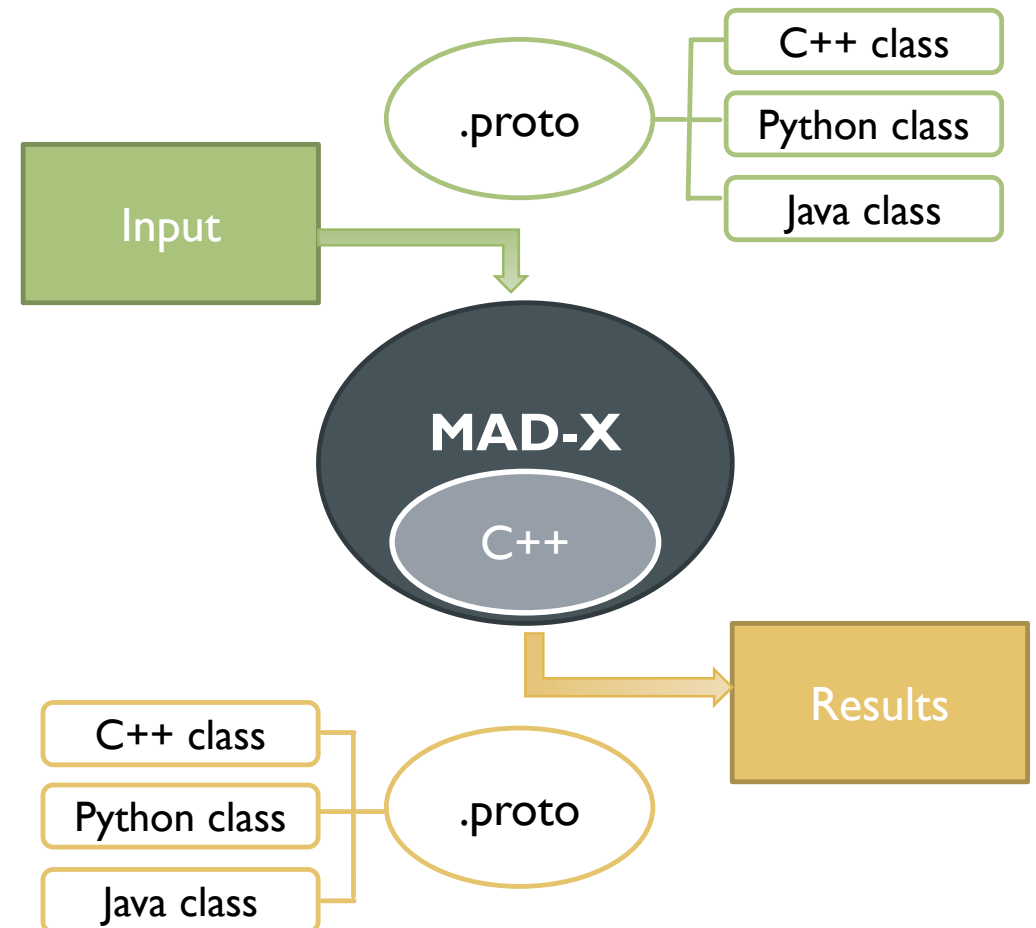 C++ class
.proto
Python class
Java class
Input
MAD-X
C++
Results
C++ class
Python class
.proto
Java class